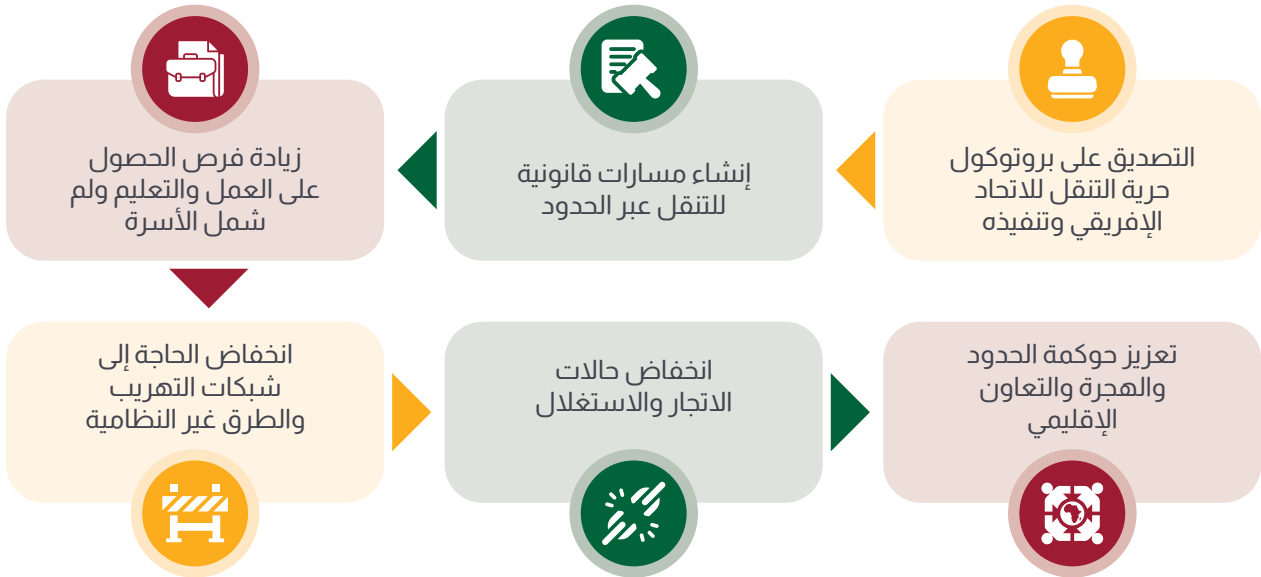 التصديق على بروتوكول
حرية التنقل للاتحاد
الإفريقي وتنفيذه
إنشاء مسارات قانونية
للتنقل عبر الحدود
زيادة فرص الحصول
على العمل والتعليم ولم
شمل الأسرة
انخفاض الحاجة إلى
شبكات التهريب
والطرق غير النظامية
انخفاض حالات
الاتجار والاستغلال
تعزيز حوكمة الحدود
والهجرة والتعاون
الإقليمي